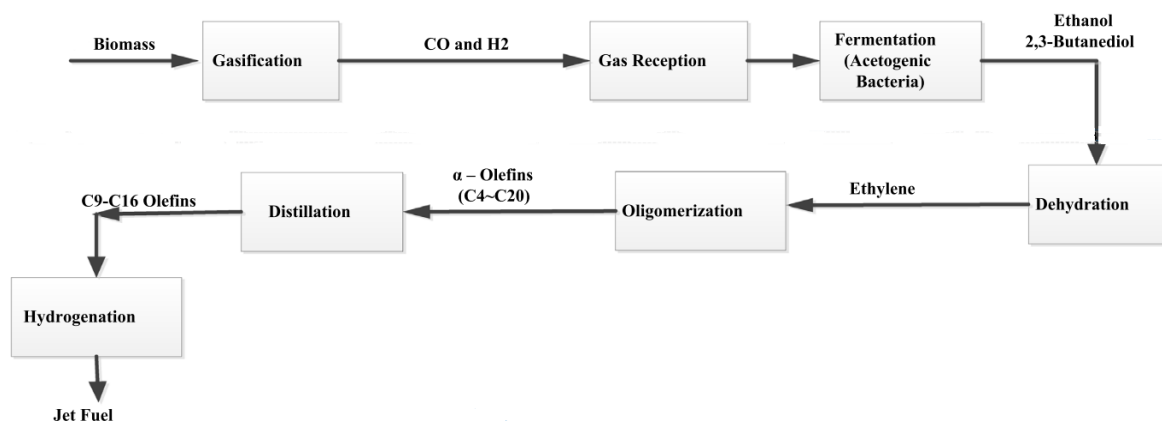 Biomass
Gasification
CO and H2
Gas Reception
Fermentation
(Acetogenic
Bacteria)
Ethanol
2,3-Butanediol
Dehydration
Ethylene
Oligomerization
α – Olefins
(C4~C20)
Distillation
C9-C16 Olefins
Hydrogenation
Jet Fuel